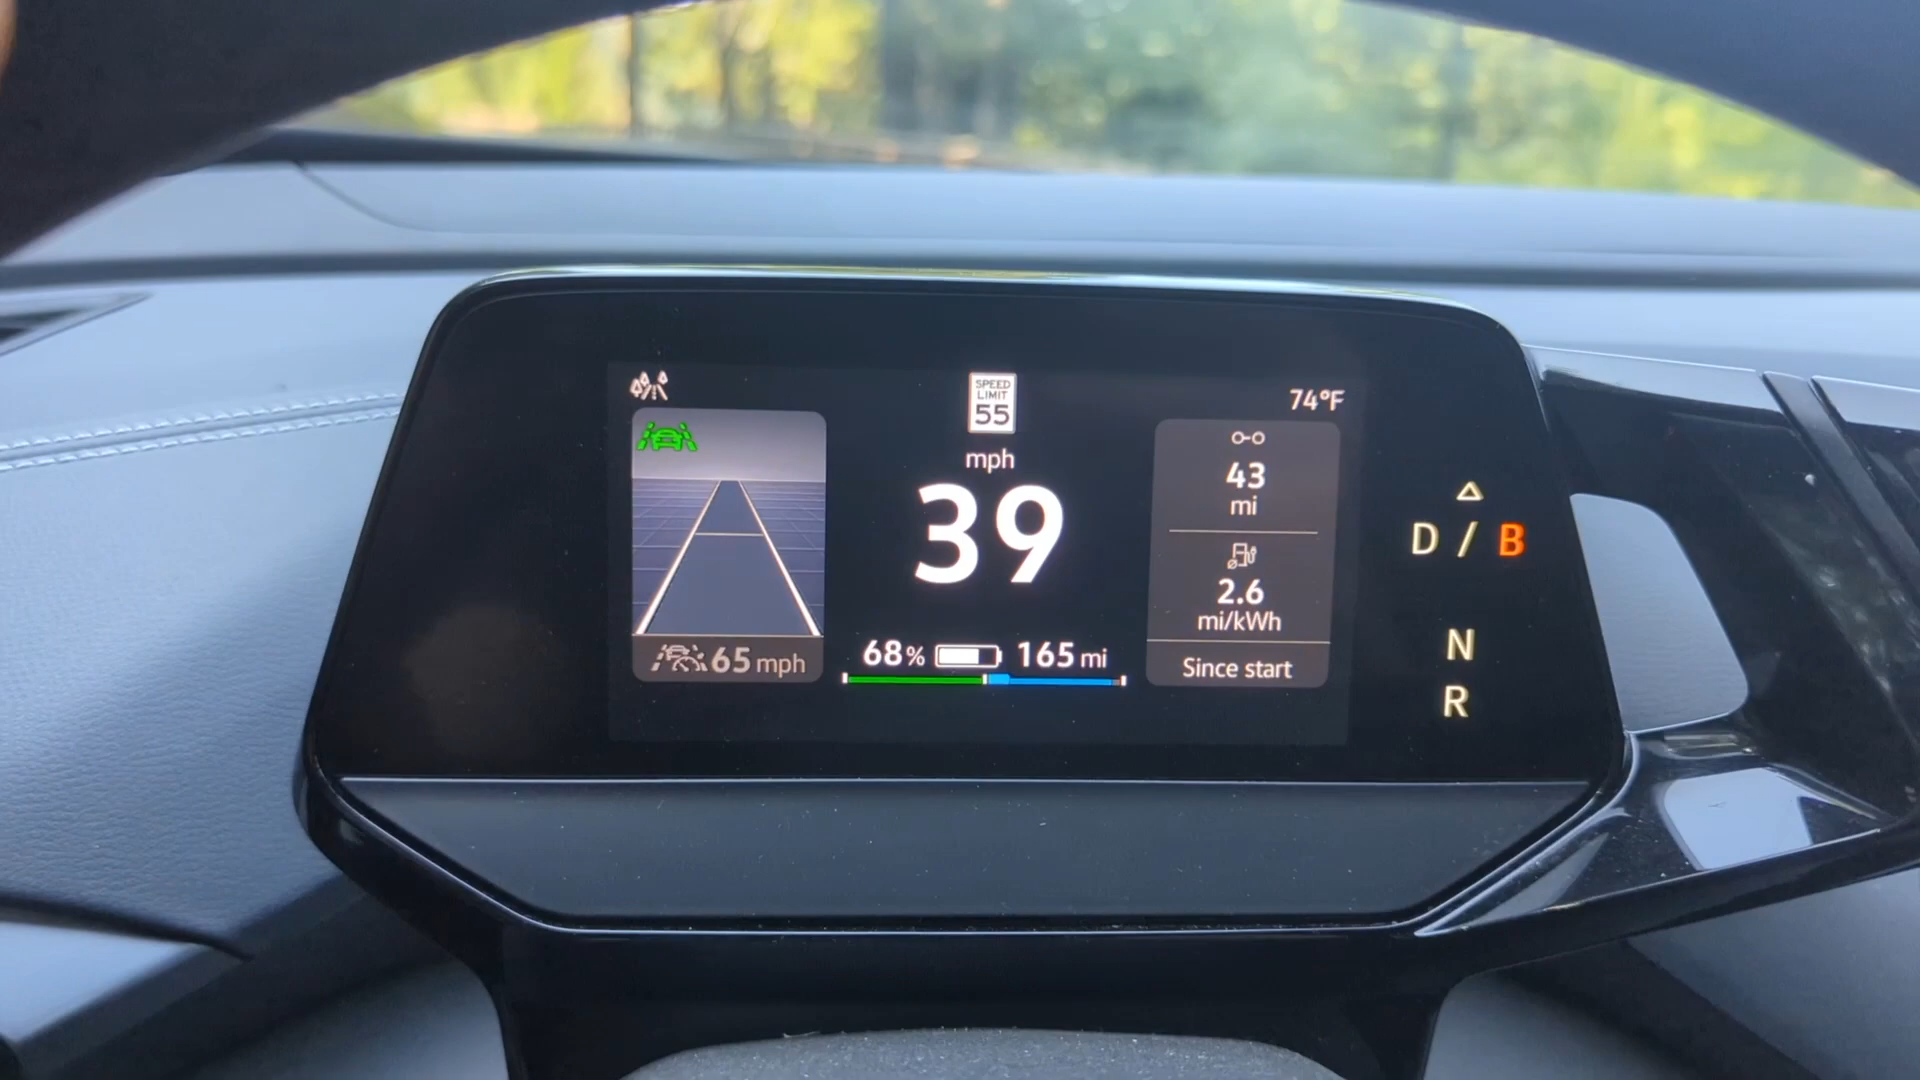 SPEED
LIMIT
55
74°F
mph
39
43
mi
2.6
mi/kWh
Since start
65 mph
68%
165 mi
D / B
N
R